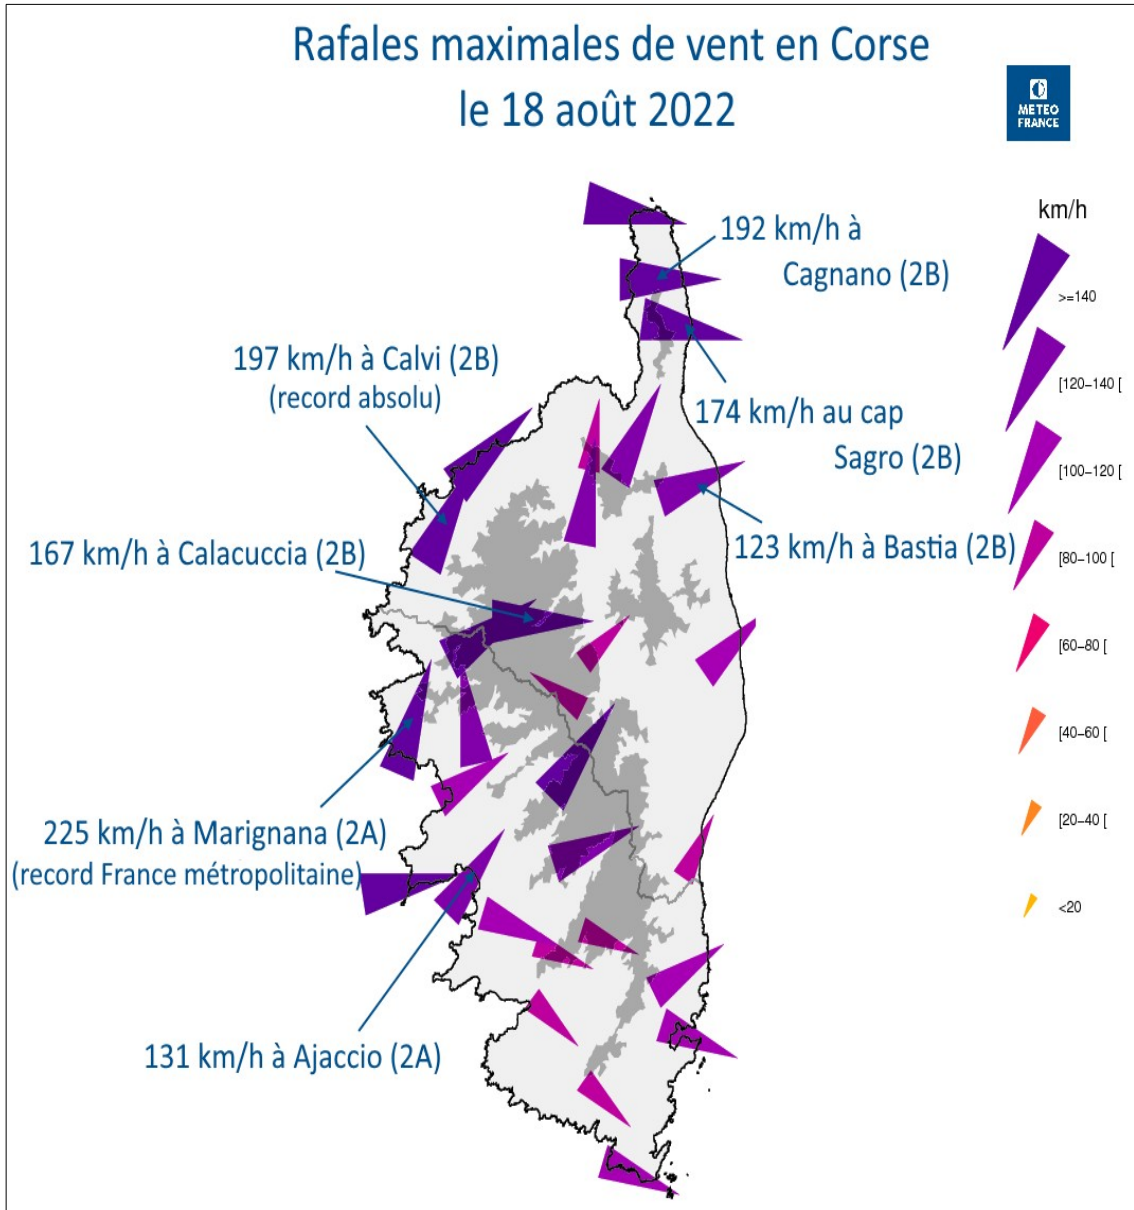 Rafales maximales de vent en Corse
le 18 août 2022
METEO
FRANCE
km/h
192 km/h à
Cagnano (2B)
>=140
197 km/h à Calvi (2B)
(record absolu)
[120–140 [
174 km/h au cap
Sagro (2B)
[100–120 [
167 km/h à Calacuccia (2B)
123 km/h à Bastia (2B)
[80–100 [
[60–80 [
[40–60 [
225 km/h à Marignana (2A)
(record France métropolitaine)
[20–40 [
<20
131 km/h à Ajaccio (2A)